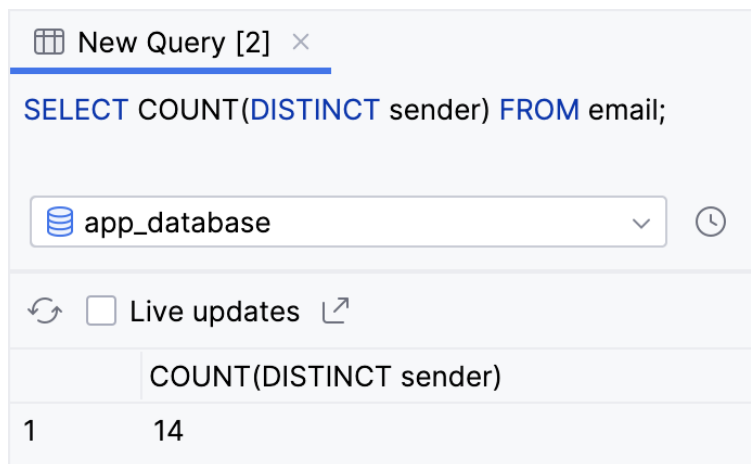 New Query [2]
SELECT COUNT(DISTINCT sender) FROM email;
app_database
Live updates
COUNT(DISTINCT sender)
1 14